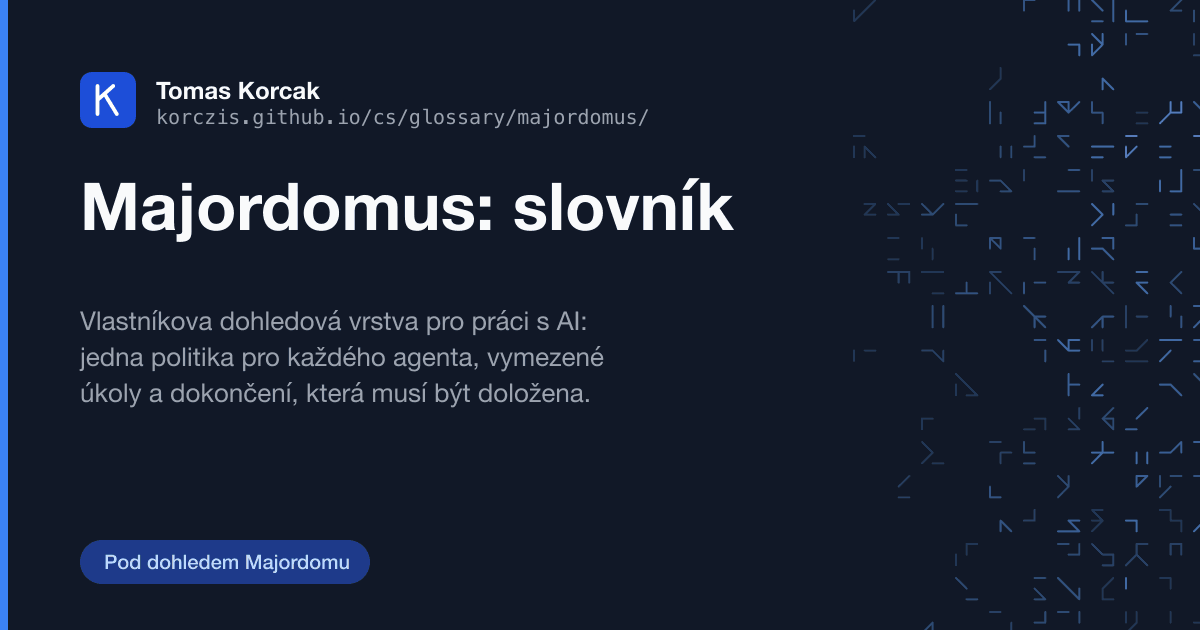 Tomas Korcak
korczis.github.io/cs/glossary/majordomus/
Majordomus: slovník
Vlastníkova dohledová vrstva pro práci s AI:
jedna politika pro každého agenta, vymezené
úkoly a dokončení, která musí být doložena.
Pod dohledem Majordomu